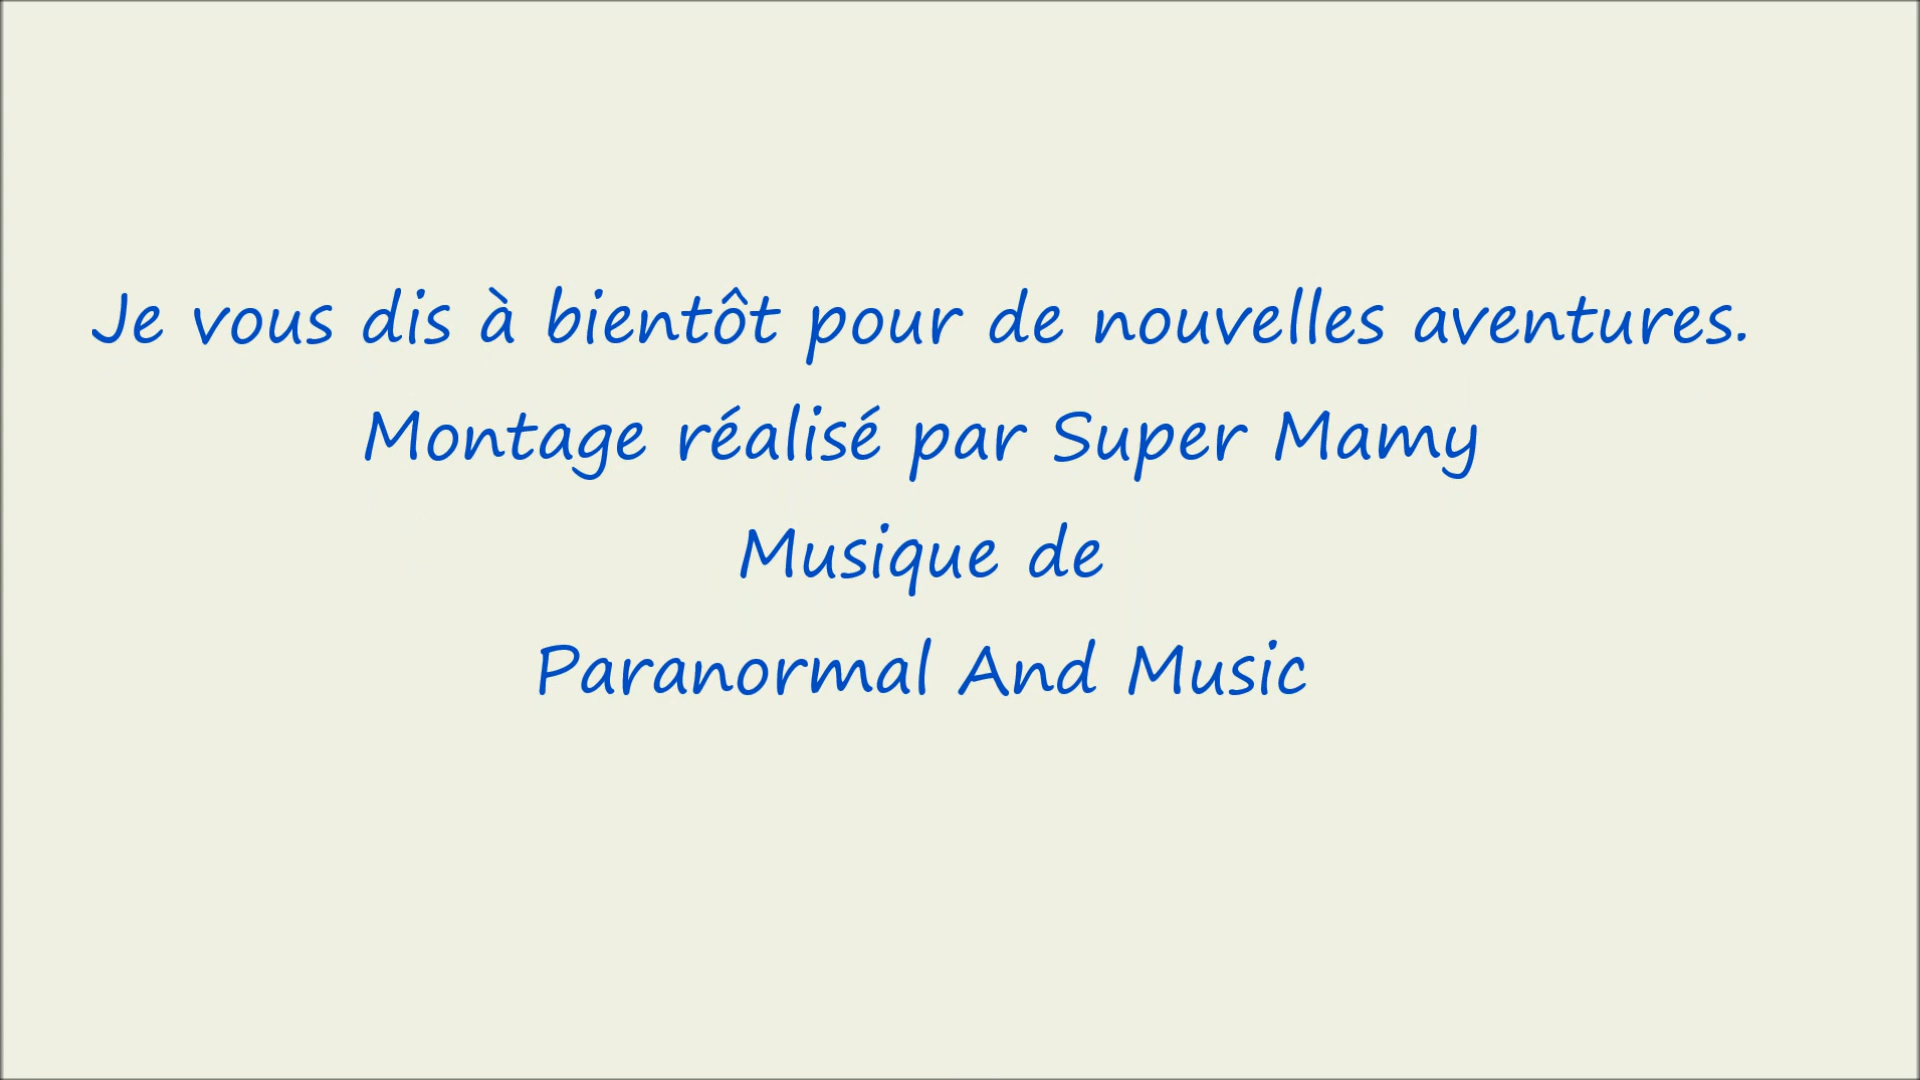 Je vous dis à bientôt pour de nouvelles aventures.
Montage réalisé par Super Mamy
Musique de
Paranormal And Music